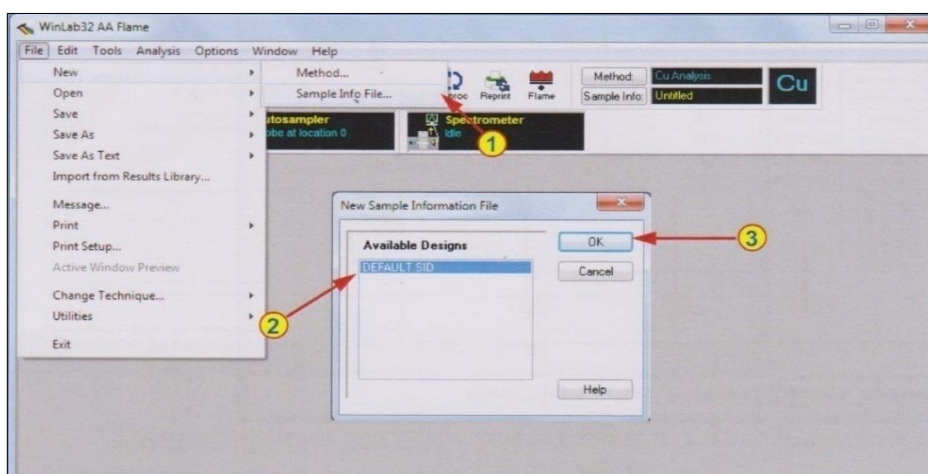 WinLab32 AA Flame
File Edit Tools Analysis Options Window Help
New
Open
Save
Save As
Save As Text
Import from Results Library...
Message...
Print
Print Setup...
Active Window Preview
Change Technique...
Utilities
Exit
Method...
Sample Info File...
Reprint Flame
Method: Cu Analysis
Sample Info: Untitled
Cu
at location 0
Spectrometer
Idle
1
New Sample Information File
Available Designs
DEFAULT.SID
OK
Cancel
Help
2
3